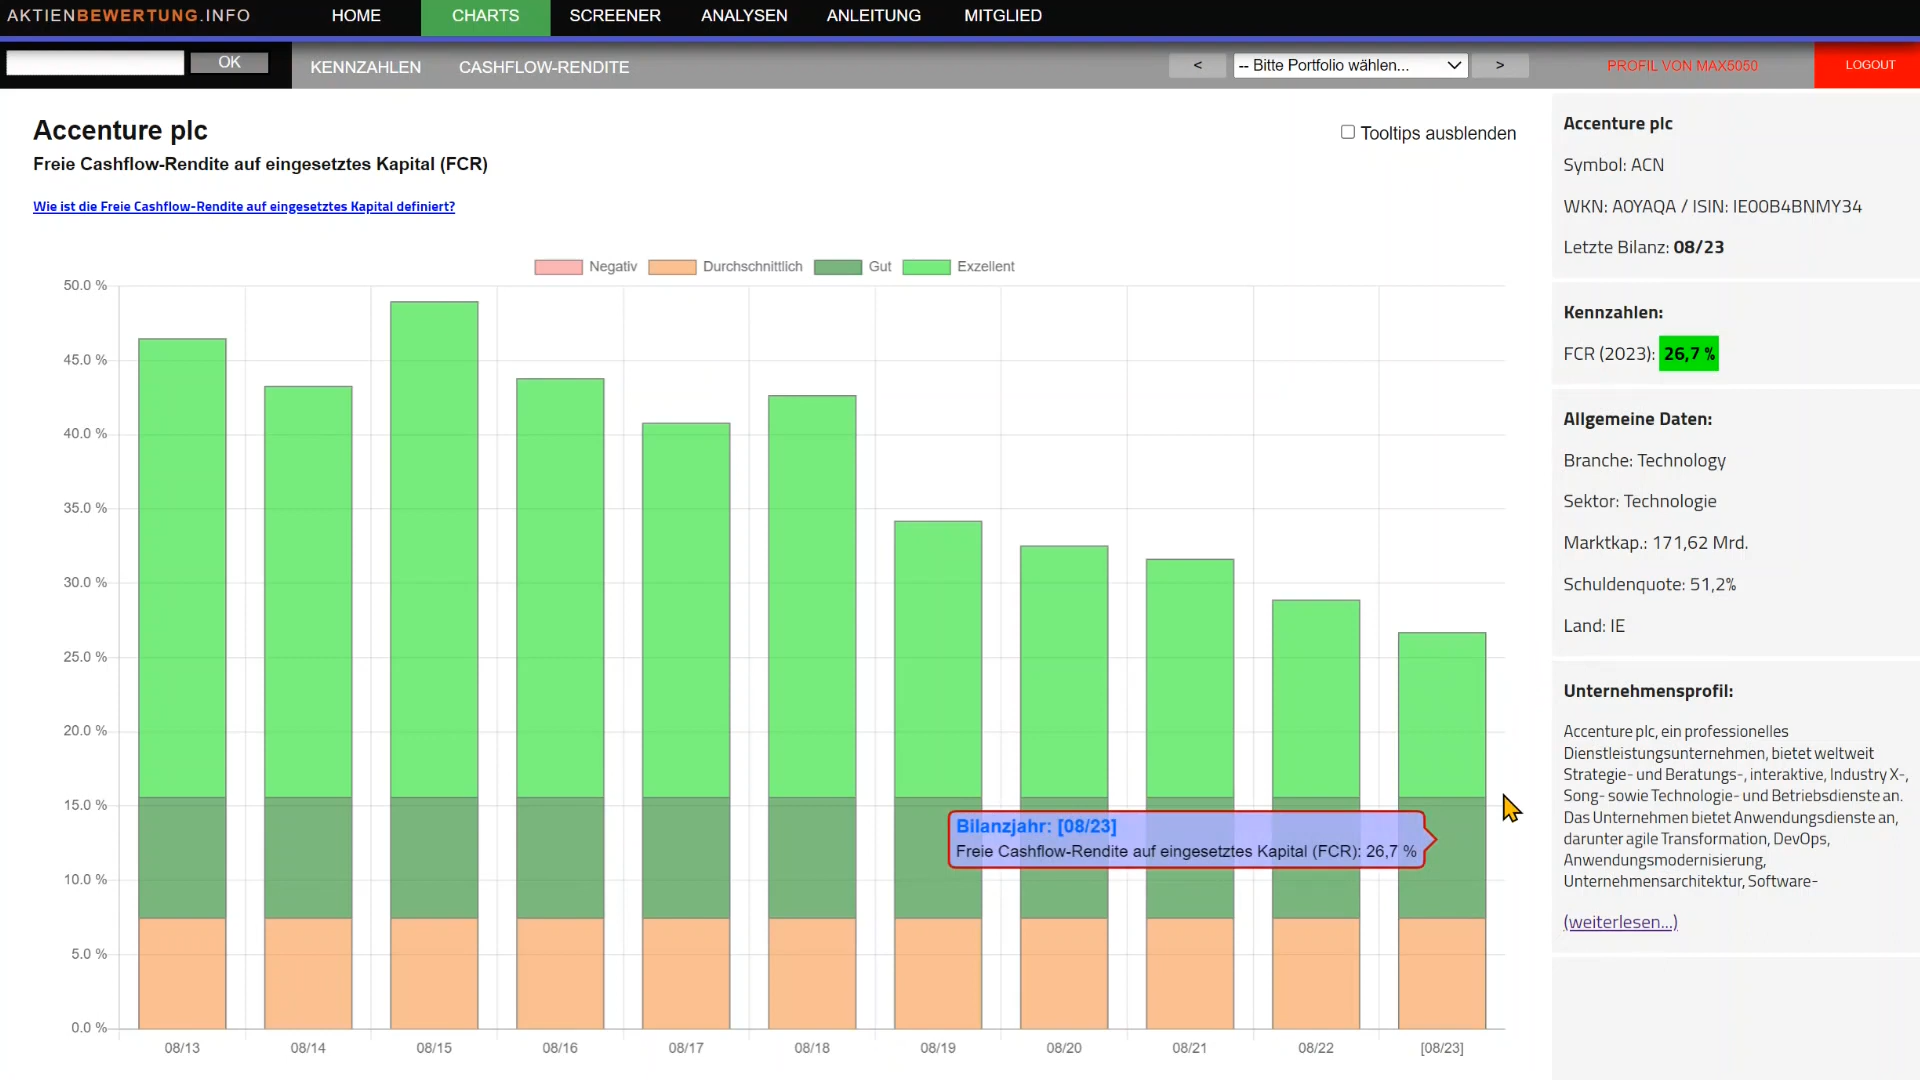 AKTIENBEWERTUNG.INFO
HOME
CHARTS
SCREENER
ANALYSEN
ANLEITUNG
MITGLIED
OK
KENNZAHLEN
CASHFLOW-RENDITE
<
-- Bitte Portfolio wählen...
>
PROFIL VON MAX5050
LOGOUT
Accenture plc
Freie Cashflow-Rendite auf eingesetztes Kapital (FCR)
Tooltips ausblenden
Wie ist die Freie Cashflow-Rendite auf eingesetztes Kapital definiert?
Negativ
Durchschnittlich
Gut
Exzellent
50.0 %
45.0 %
40.0 %
35.0 %
30.0 %
25.0 %
20.0 %
15.0 %
10.0 %
5.0 %
0.0 %
Bilanzjahr: [08/23]
Freie Cashflow-Rendite auf eingesetztes Kapital (FCR): 26,7 %
08/13
08/14
08/15
08/16
08/17
08/18
08/19
08/20
08/21
08/22
[08/23]
Accenture plc
Symbol: ACN
WKN: A0YAQA / ISIN: IE00B4BNMY34
Letzte Bilanz: 08/23
Kennzahlen:
FCR (2023): 26,7 %
Allgemeine Daten:
Branche: Technology
Sektor: Technologie
Marktkap.: 171,62 Mrd.
Schuldenquote: 51,2%
Land: IE
Unternehmensprofil:
Accenture plc, ein professionelles
Dienstleistungsunternehmen, bietet weltweit
Strategie- und Beratungs-, interaktive, Industry X-,
Song- sowie Technologie- und Betriebsdienste an.
Das Unternehmen bietet Anwendungsdienste an,
darunter agile Transformation, DevOps,
Anwendungsmodernisierung,
Unternehmensarchitektur, Software-
(weiterlesen...)